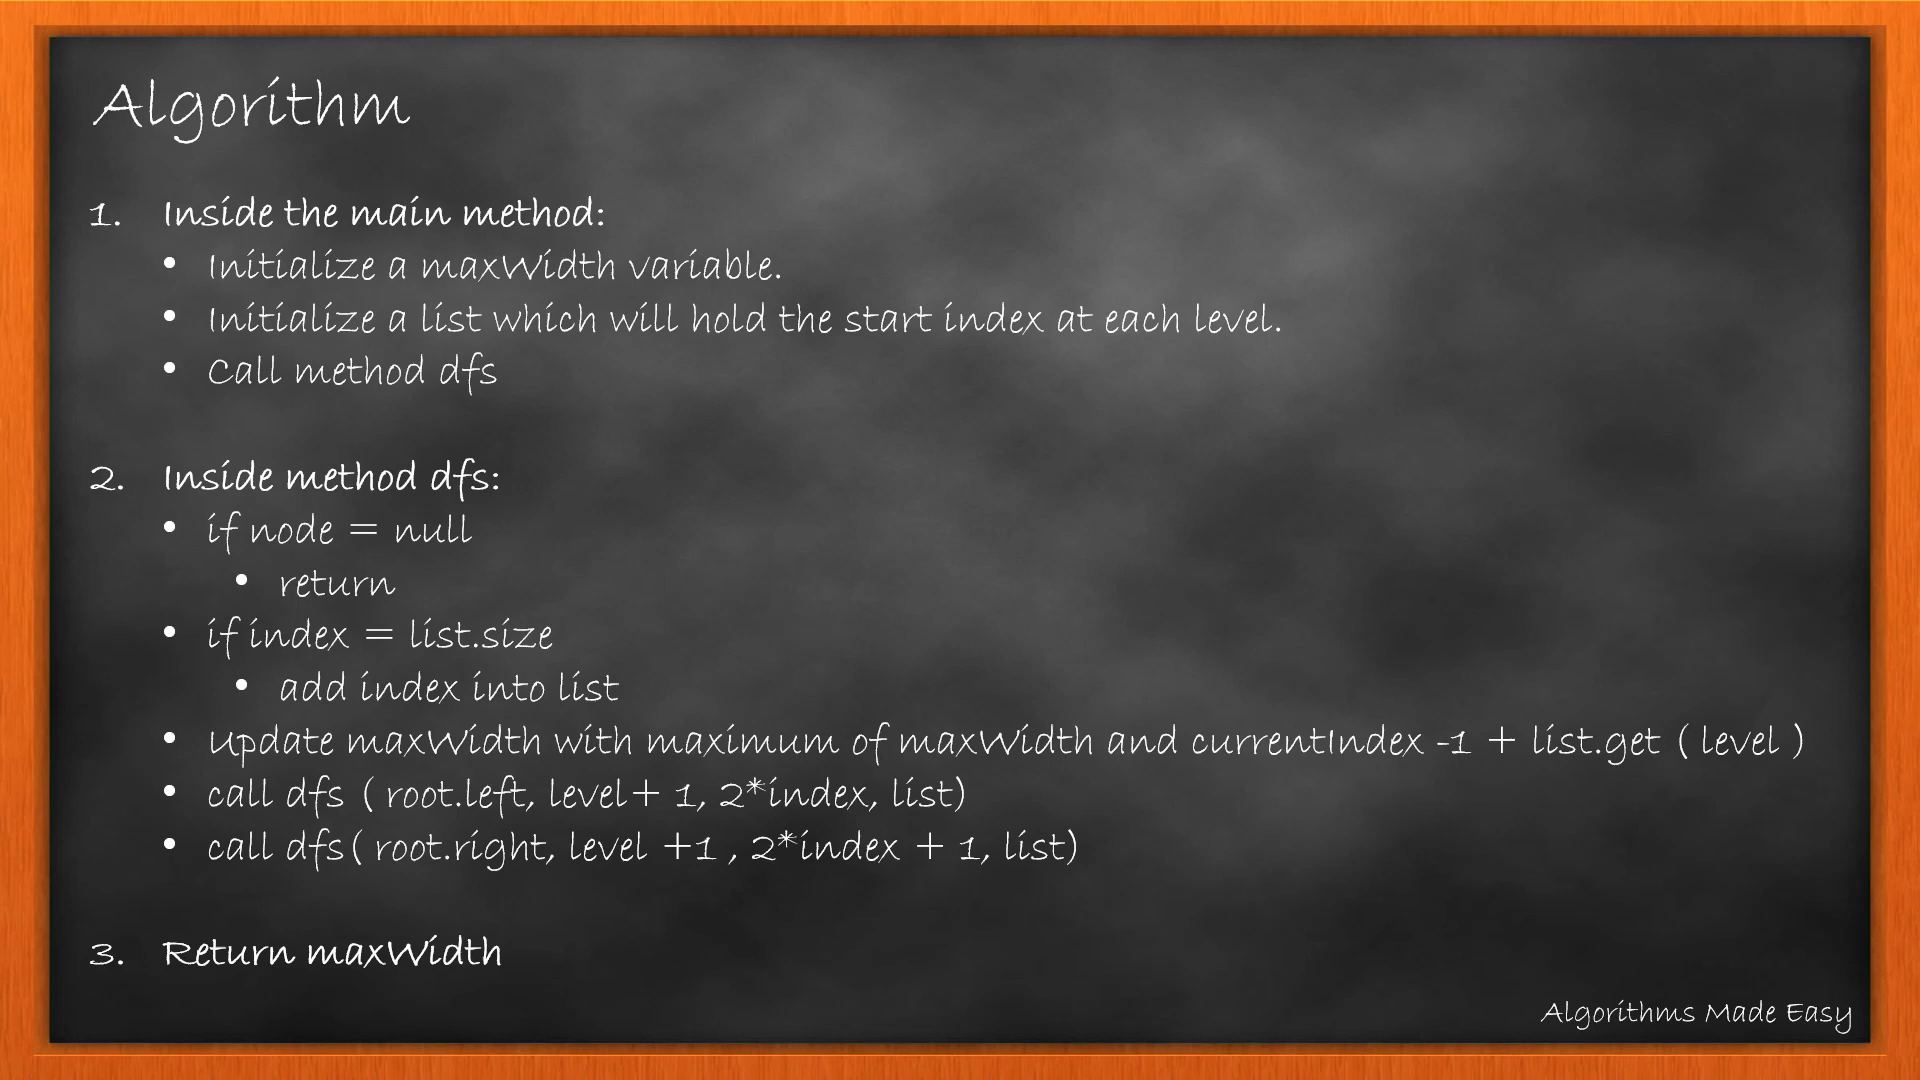 Algorithm
1. Inside the main method:
• Initialize a maxWidth variable.
• Initialize a list which will hold the start index at each level.
• Call method dfs
2. Inside method dfs:
• if node = null
• return
• if index = list.size
• add index into list
• Update maxWidth with maximum of maxWidth and currentIndex -1 + list.get ( level )
• call dfs ( root.left, level+ 1, 2*index, list)
• call dfs( root.right, level +1 , 2*index + 1, list)
3. Return maxWidth
Algorithms Made Easy